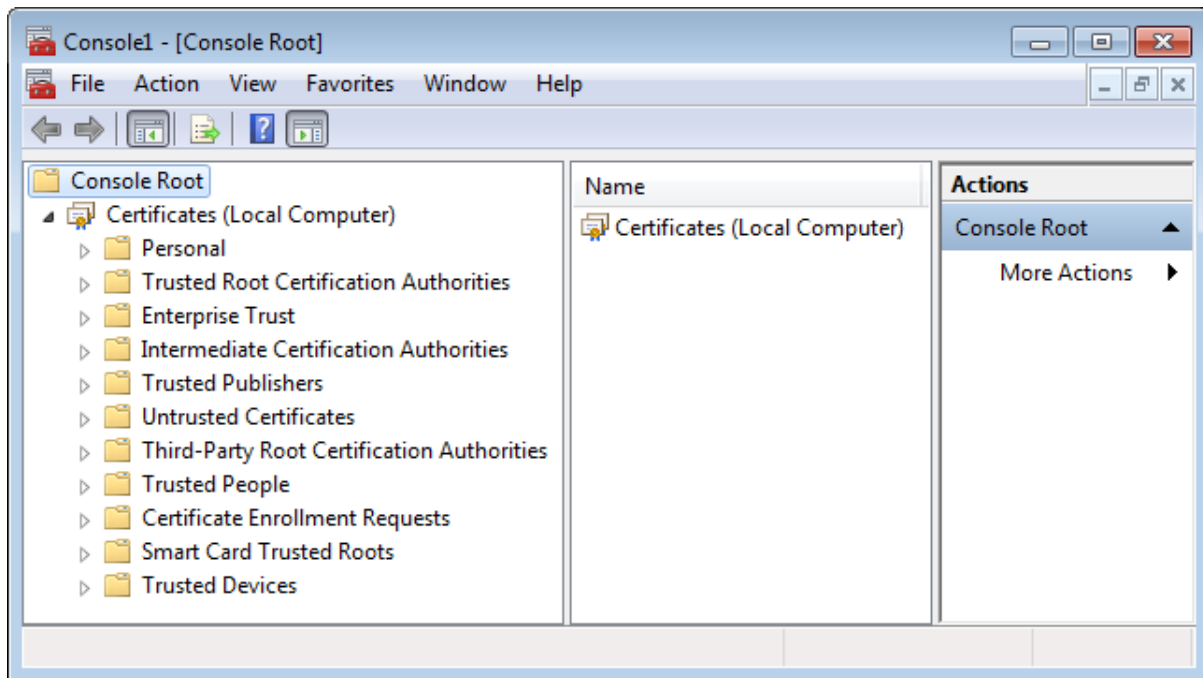 Console1 - [Console Root]
File Action View Favorites Window Help
Console Root
Certificates (Local Computer)
Personal
Trusted Root Certification Authorities
Enterprise Trust
Intermediate Certification Authorities
Trusted Publishers
Untrusted Certificates
Third-Party Root Certification Authorities
Trusted People
Certificate Enrollment Requests
Smart Card Trusted Roots
Trusted Devices
Name
Certificates (Local Computer)
Actions
Console Root
More Actions